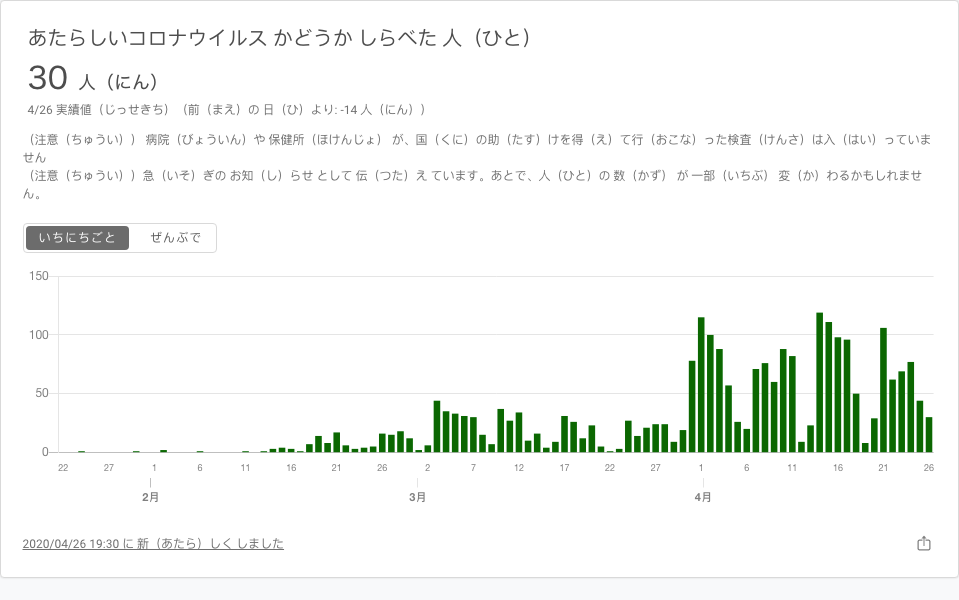 あたらしいコロナウイルス かどうか しらべた 人（ひと）
30 人（にん）
4/26 実績値（じっせきち）（前（まえ）の 日（ひ）より: -14 人（にん））
（注意（ちゅうい）） 病院（びょういん）や 保健所（ほけんじょ） が、国（くに）の助（たす）けを得（え）て行（おこな）った検査（けんさ）は入（はい）っていま
せん
（注意（ちゅうい））急（いそ）ぎの お知（し）らせ として 伝（つた）え ています。あとで、人（ひと）の 数（かず） が 一部（いちぶ） 変（か）わるかもしれませ
ん。
いちにちごと ぜんぶで
150
100
50
0
22 27 1 6 11 16 21 26 2 7 12 17 22 27 1 6 11 16 21 26
2月 3月 4月
2020/04/26 19:30 に 新（あたら）しく しました